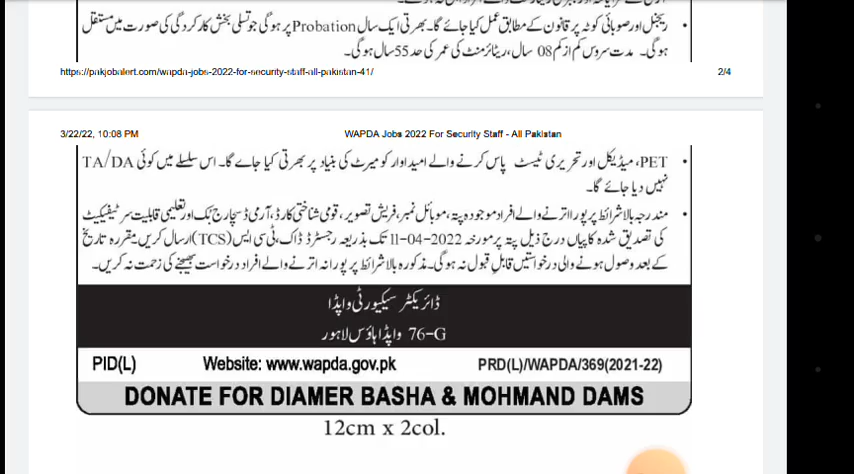 ریجنل اور صوبائی کوٹہ پر قانون کے مطابق عمل کیا جائے گا۔ بھرتی ایک سال Probation پر ہوگی جو تسلی بخش کارکردگی کی صورت میں مستقل
ہوگی۔ مدت سروس کم از کم 08 سال، ریٹائرمنٹ کی عمر کی حد 55 سال ہوگی۔
https://pakjobalert.com/wapda-jobs-2022-for-security-staff-all-pakistan-41/ 2/4
3/22/22, 10:08 PM WAPDA Jobs 2022 For Security Staff - All Pakistan
• PET، میڈیکل اور تحریری ٹیسٹ پاس کرنے والے امیدوار کو میرٹ کی بنیاد پر بھرتی کیا جائے گا۔ اس سلسلے میں کوئی TA/DA
نہیں دیا جائے گا۔
• مندرجہ بالا شرائط پر پورا اترنے والے افراد موجودہ پتہ، موبائل نمبر، فریش تصویر، قومی شناختی کارڈ، آرمی ڈسچارج بک اور تعلیمی قابلیت سرٹیفکیٹ
کی تصدیق شدہ کاپیاں درج ذیل پتہ پر مورخہ 11-04-2022 تک بذریعہ رجسٹرڈ ڈاک، ٹی سی ایس (TCS) ارسال کریں۔ مقررہ تاریخ
کے بعد وصول ہونے والی درخواستیں قابل قبول نہ ہوگی۔ مذکورہ بالا شرائط پر پورا نہ اترنے والے افراد درخواست بھیجنے کی زحمت نہ کریں۔
ڈائریکٹر سیکیورٹی واپڈا
76-G واپڈا ہاؤس لاہور
PID(L) Website: www.wapda.gov.pk PRD(L)/WAPDA/369(2021-22)
DONATE FOR DIAMER BASHA & MOHMAND DAMS
12cm x 2col.